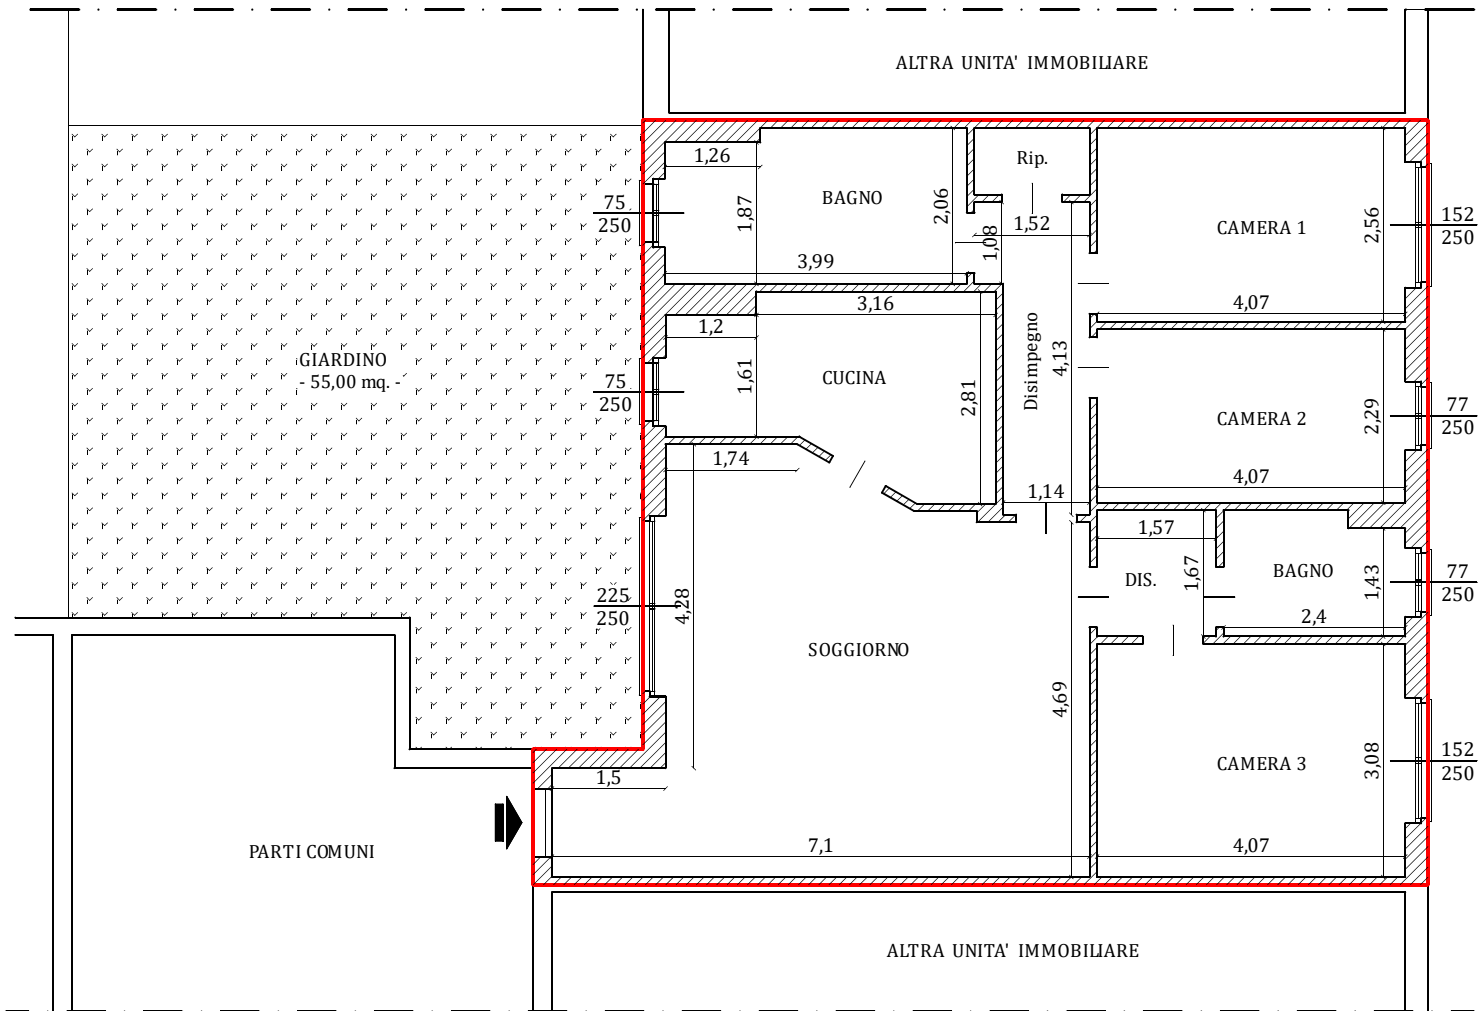 ALTRA UNITA' IMMOBILIARE
1,26
BAGNO
Rip.
75
250
1,87
2,06
1,08
1,52
CAMERA 1
2,56
152
250
3,99
3,16
4,07
1,2
GIARDINO
- 55,00 mq. -
75
250
1,61
CUCINA
2,81
Disimpegno
4,13
CAMERA 2
2,29
77
250
1,74
4,07
1,14
1,57
225
250
4,28
DIS.
1,67
BAGNO
1,43
77
250
2,4
SOGGIORNO
4,69
CAMERA 3
3,08
152
250
1,5
PARTI COMUNI
7,1
4,07
ALTRA UNITA' IMMOBILIARE